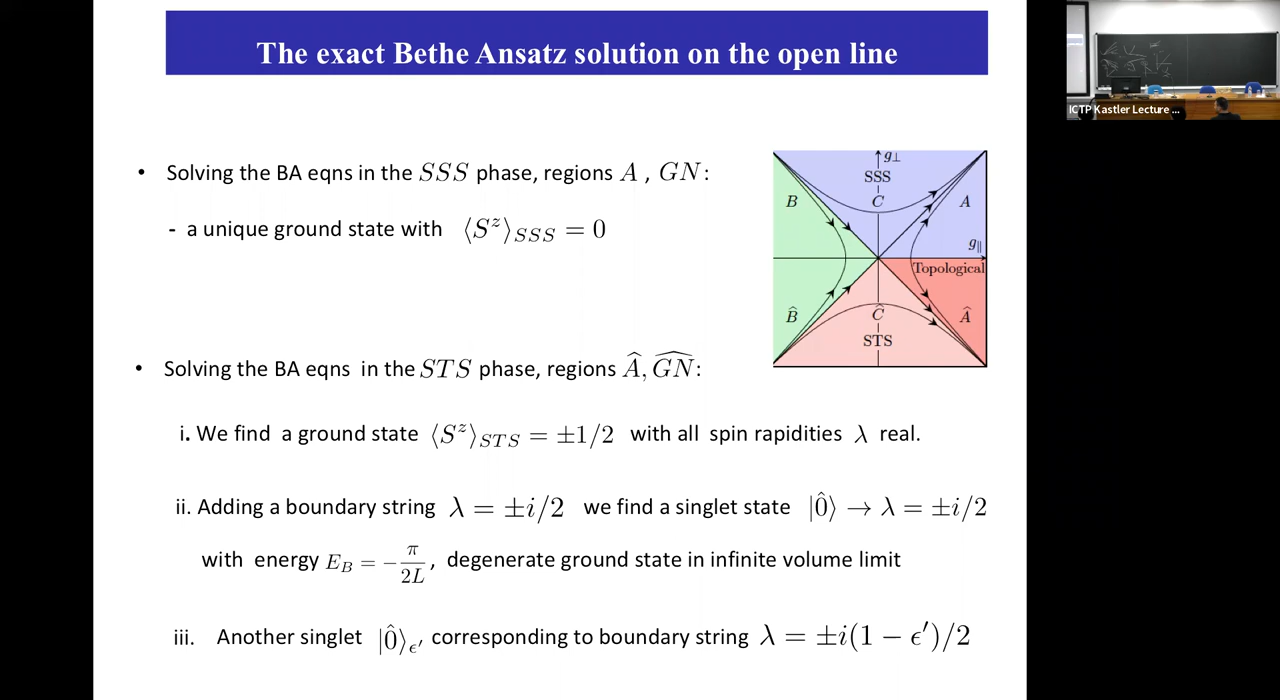 The exact Bethe Ansatz solution on the open line
• Solving the BA eqns in the SSS phase, regions A , GN:
- a unique ground state with ⟨S^z⟩_{SSS} = 0
g⊥
SSS
B C A
g∥
Topological
B̂ Ĉ Â
STS
• Solving the BA eqns in the STS phase, regions Â, \widehat{GN}:
i. We find a ground state ⟨S^z⟩_{STS} = ±1/2 with all spin rapidities λ real.
ii. Adding a boundary string λ = ±i/2 we find a singlet state |0̂⟩ → λ = ±i/2
with energy E_B = −π/2L, degenerate ground state in infinite volume limit
iii. Another singlet |0̂⟩_{ϵ′} corresponding to boundary string λ = ±i(1 − ϵ′)/2
ICTP Kastler Lecture ...